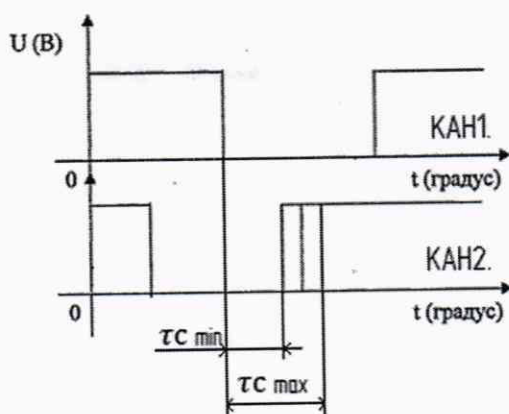 U (В)
КАН1.
0
t (градус)
КАН2.
0
t (градус)
τc min
τc max